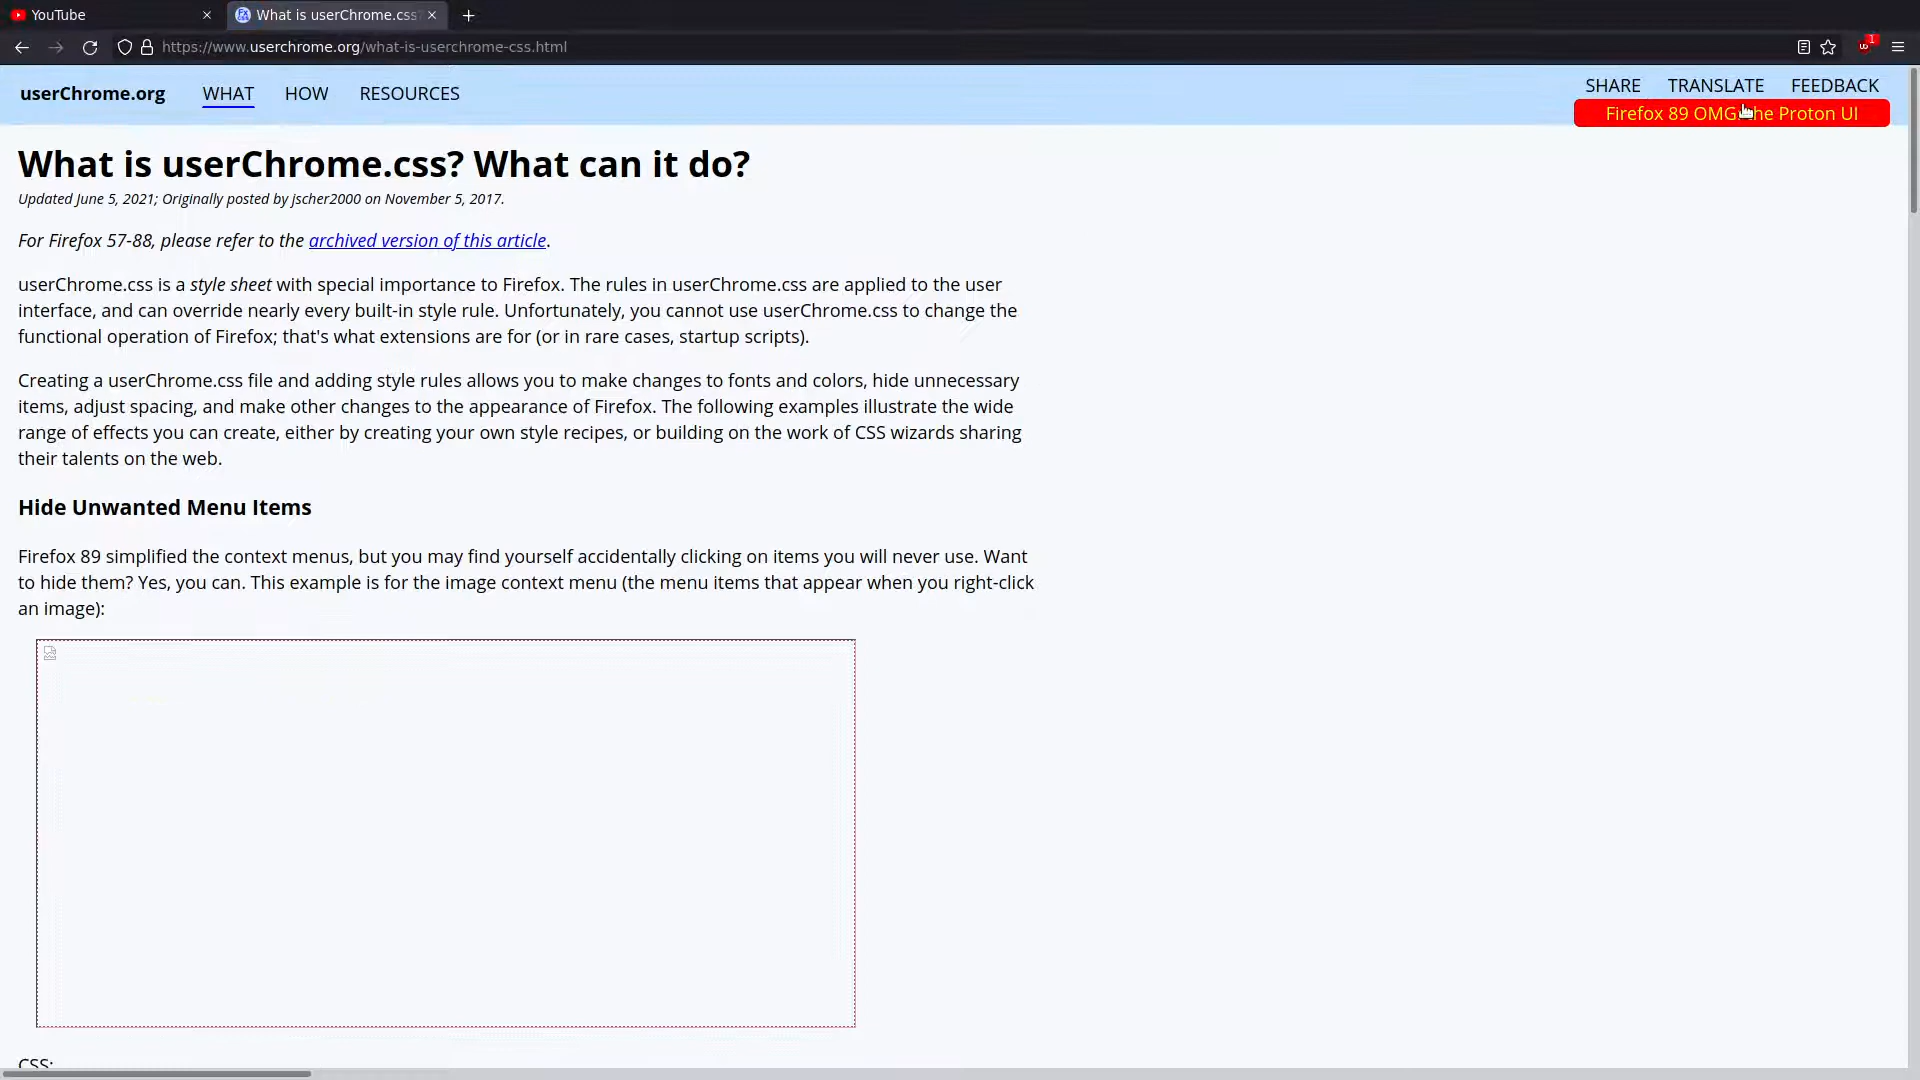 YouTube
What is userChrome.css?
https://www.userchrome.org/what-is-userchrome-css.html
1
userChrome.org WHAT HOW RESOURCES
SHARE TRANSLATE FEEDBACK
Firefox 89 OMG: the Proton UI
What is userChrome.css? What can it do?
Updated June 5, 2021; Originally posted by jscher2000 on November 5, 2017.
For Firefox 57-88, please refer to the archived version of this article.
userChrome.css is a style sheet with special importance to Firefox. The rules in userChrome.css are applied to the user
interface, and can override nearly every built-in style rule. Unfortunately, you cannot use userChrome.css to change the
functional operation of Firefox; that's what extensions are for (or in rare cases, startup scripts).
Creating a userChrome.css file and adding style rules allows you to make changes to fonts and colors, hide unnecessary
items, adjust spacing, and make other changes to the appearance of Firefox. The following examples illustrate the wide
range of effects you can create, either by creating your own style recipes, or building on the work of CSS wizards sharing
their talents on the web.
Hide Unwanted Menu Items
Firefox 89 simplified the context menus, but you may find yourself accidentally clicking on items you will never use. Want
to hide them? Yes, you can. This example is for the image context menu (the menu items that appear when you right-click
an image):
CSS: